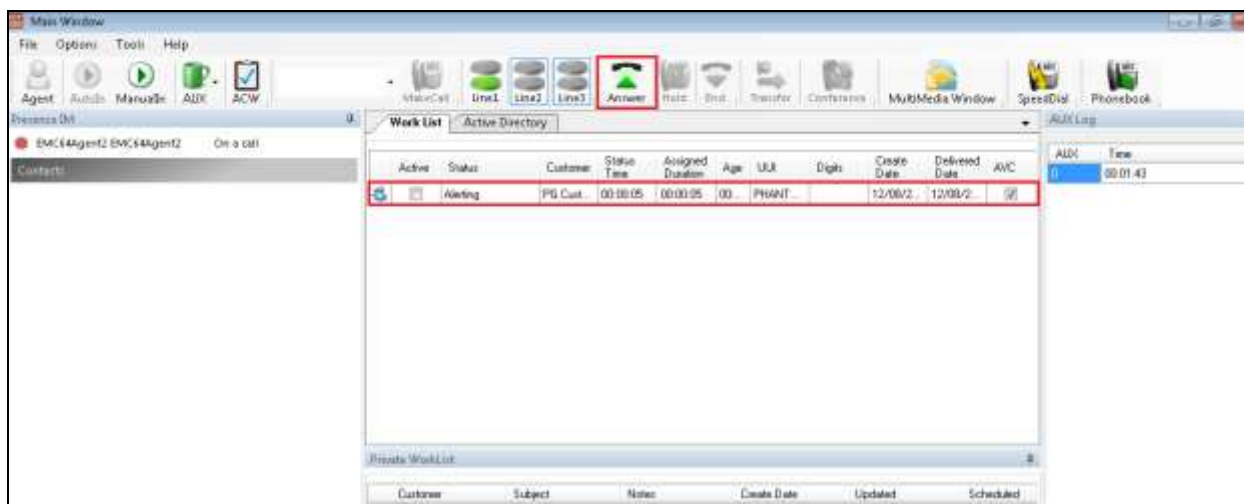 Main Window
File Options Tools Help
Agent AutoIn ManualIn AUX ACW MakeCall Line1 Line2 Line3 Answer Hold End Transfer Conference MultiMedia Window SpeedDial Phonebook
Presence IM
EMC64Agent2 EMC64Agent2 On a call
Contacts
Work List Active Directory
Active Status Customer Status Time Assigned Duration Age UUI Digits Create Date Delivered Date AVC
Alerting PG Cust... 00:00:05 00:00:05 00... PHANT... 12/08/2... 12/08/2...
AUX Log
AUX Time
0 00:01:43
Private WorkList
Customer Subject Notes Create Date Updated Scheduled